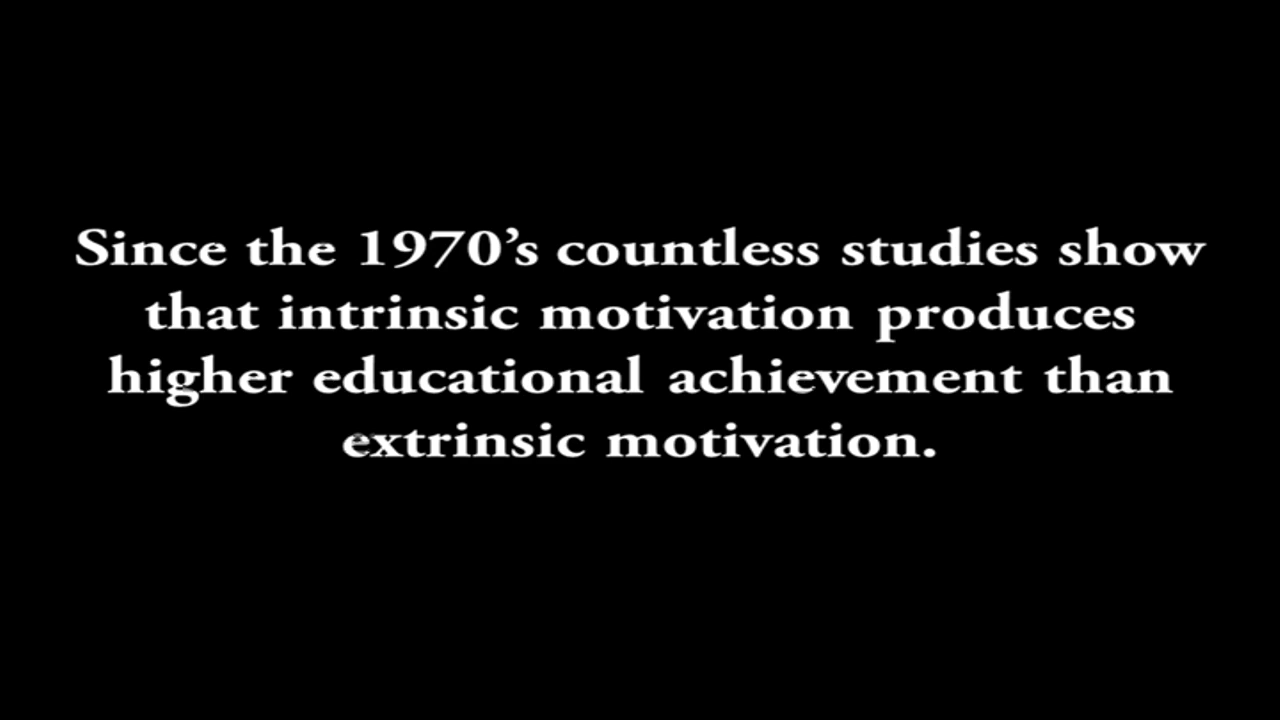 Since the 1970’s countless studies show
that intrinsic motivation produces
higher educational achievement than
extrinsic motivation.